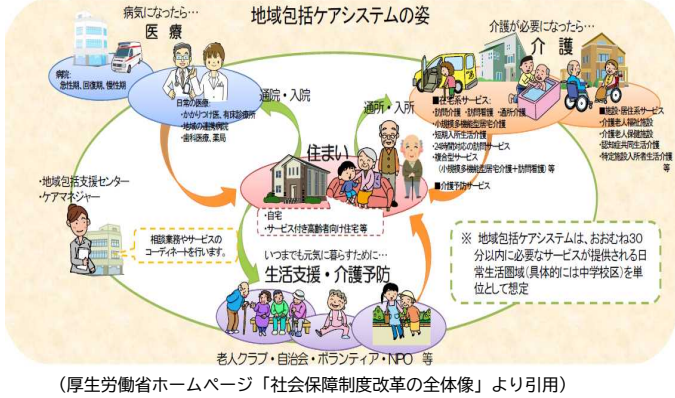 地域包括ケアシステムの姿
病気になったら…
医 療
病院:
急性期、回復期、慢性期
日常の医療:
・かかりつけ医、有床診療所
・地域の連携病院
・歯科医療、薬局
通院・入院
介護が必要になったら…
介 護
■在宅系サービス:
・訪問介護 ・訪問看護 ・通所介護
・小規模多機能型居宅介護
・短期入所生活介護
・24時間対応の訪問サービス
・複合型サービス
（小規模多機能型居宅介護+訪問看護）等
■介護予防サービス
■施設・居住系サービス
・介護老人福祉施設
・介護老人保健施設
・認知症共同生活介護
・特定施設入所者生活介護
等
通所・入所
住まい
・自宅
・サービス付き高齢者向け住宅 等
・地域包括支援センター
・ケアマネジャー
相談業務やサービスの
コーディネートを行います。
いつまでも元気に暮らすために…
生活支援・介護予防
老人クラブ・自治会・ボランティア・NPO 等
※ 地域包括ケアシステムは、おおむね30
分以内に必要なサービスが提供される日
常生活圏域(具体的には中学校区)を単
位として想定
（厚生労働省ホームページ「社会保障制度改革の全体像」より引用）